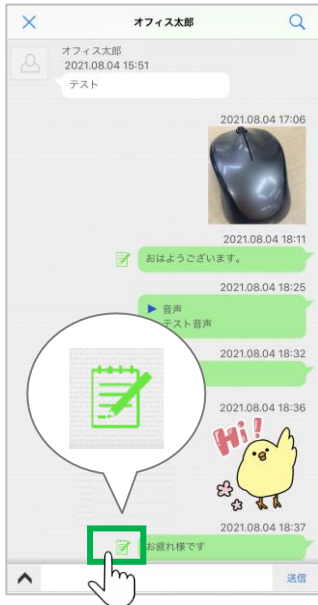 オフィス太郎
オフィス太郎
2021.08.04 15:51
テスト
2021.08.04 17:06
2021.08.04 18:11
おはようございます。
2021.08.04 18:25
音声
テスト音声
2021.08.04 18:32
2021.08.04 18:36
Hi!
2021.08.04 18:37
お疲れ様です
送信